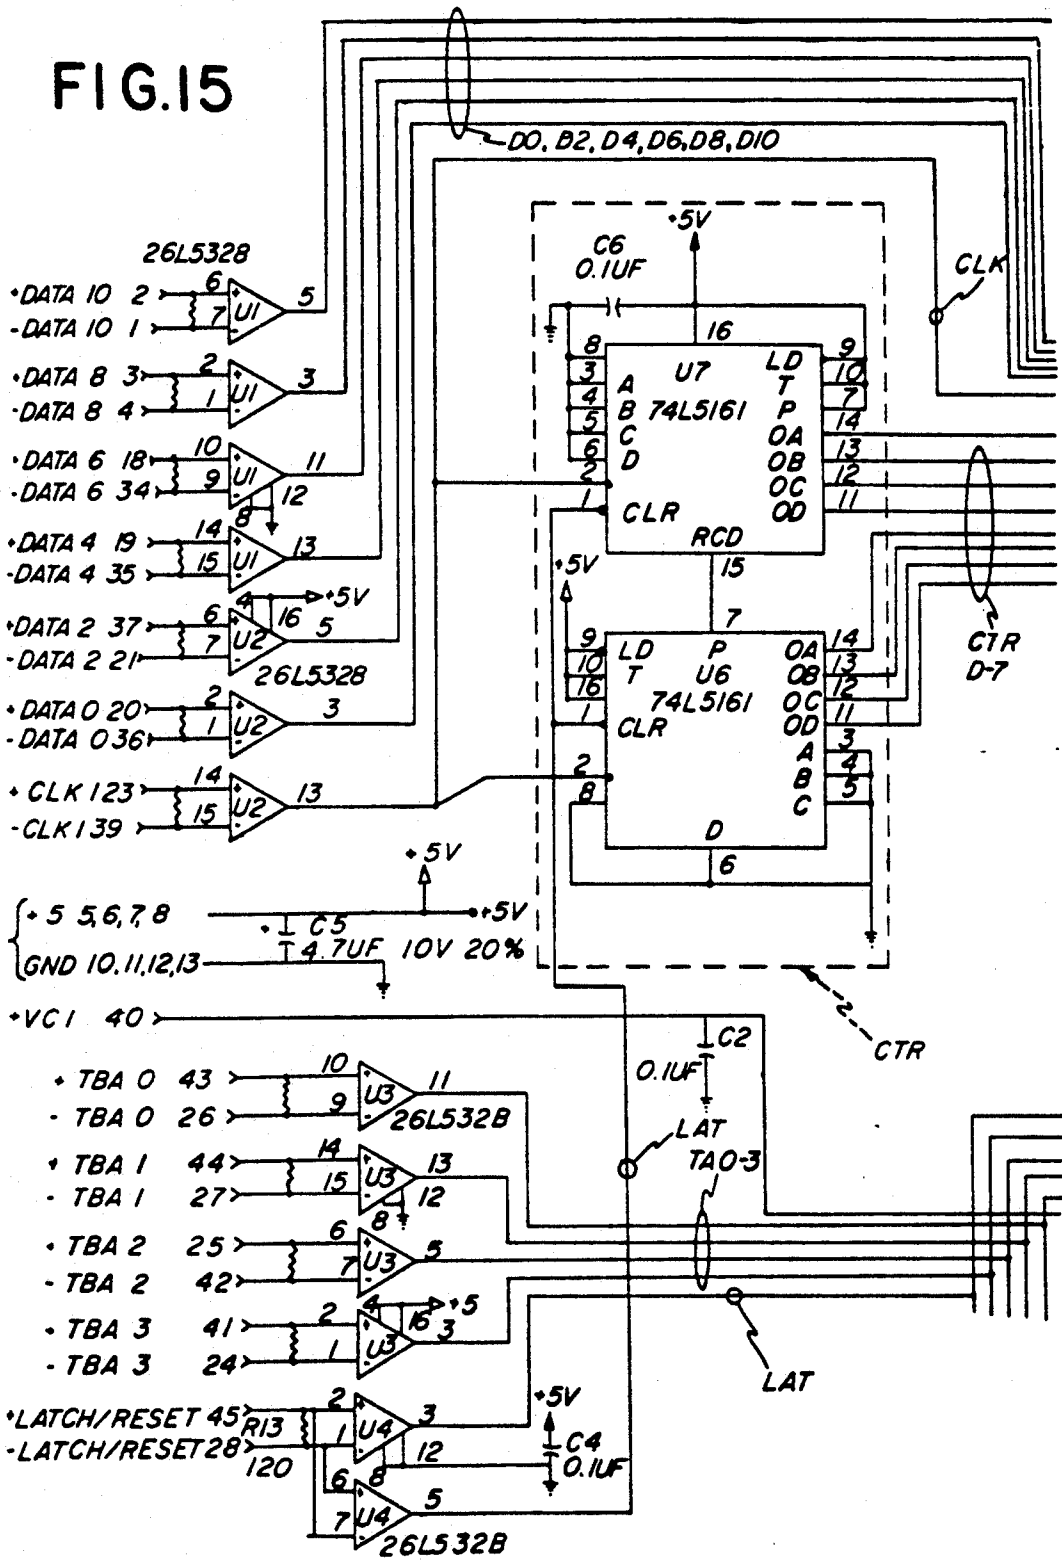 FIG.15
D0, B2, D4, D6, D8, D10
26L532B
+DATA 10 2
-DATA 10 1
6
7
+
-
U1
5
+DATA 8 3
-DATA 8 4
2
1
+
-
U1
3
+DATA 6 18
-DATA 6 34
10
9
+
-
U1
11
8
12
+DATA 4 19
-DATA 4 35
14
15
+
-
U1
13
+DATA 2 37
-DATA 2 21
6
7
+
-
U2
4
16
+5V
5
26L532B
+DATA 0 20
-DATA 0 36
2
1
+
-
U2
3
+CLK 1 23
-CLK 1 39
14
15
+
-
U2
13
+5V
C6
0.1UF
CLK
16
U7
74L5161
8
3 A
4 B
5 C
6 D
2
1 CLR
LD 9
T 10
P 7
OA 14
OB 13
OC 12
OD 11
RCD
15
+5V
7
P
U6
74L5161
9 LD
10 T
16
1 CLR
2
8
OA 14
OB 13
OC 12
OD 11
A 3
B 4
C 5
D
6
CTR
D-7
+5V
+5 5,6,7,8
+ C5
4.7UF 10V 20%
+5V
GND 10,11,12,13
+VC1 40
C2
0.1UF
CTR
+ TBA 0 43
- TBA 0 26
10
9
+
-
U3
11
26L532B
+ TBA 1 44
- TBA 1 27
14
15
+
-
U3
13
12
8
LAT
TA0-3
+ TBA 2 25
- TBA 2 42
6
7
+
-
U3
5
+ TBA 3 41
- TBA 3 24
2
1
+
-
U3
4
16
+5
3
LAT
+LATCH/RESET 45
-LATCH/RESET 28
R13
120
2
1
+
-
U4
3
12
8
+5V
C4
0.1UF
6
7
+
-
U4
5
26L532B